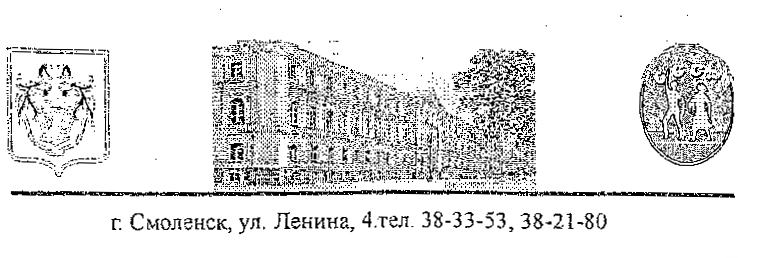 г. Смоленск, ул. Ленина, 4.тел. 38-33-53, 38-21-80